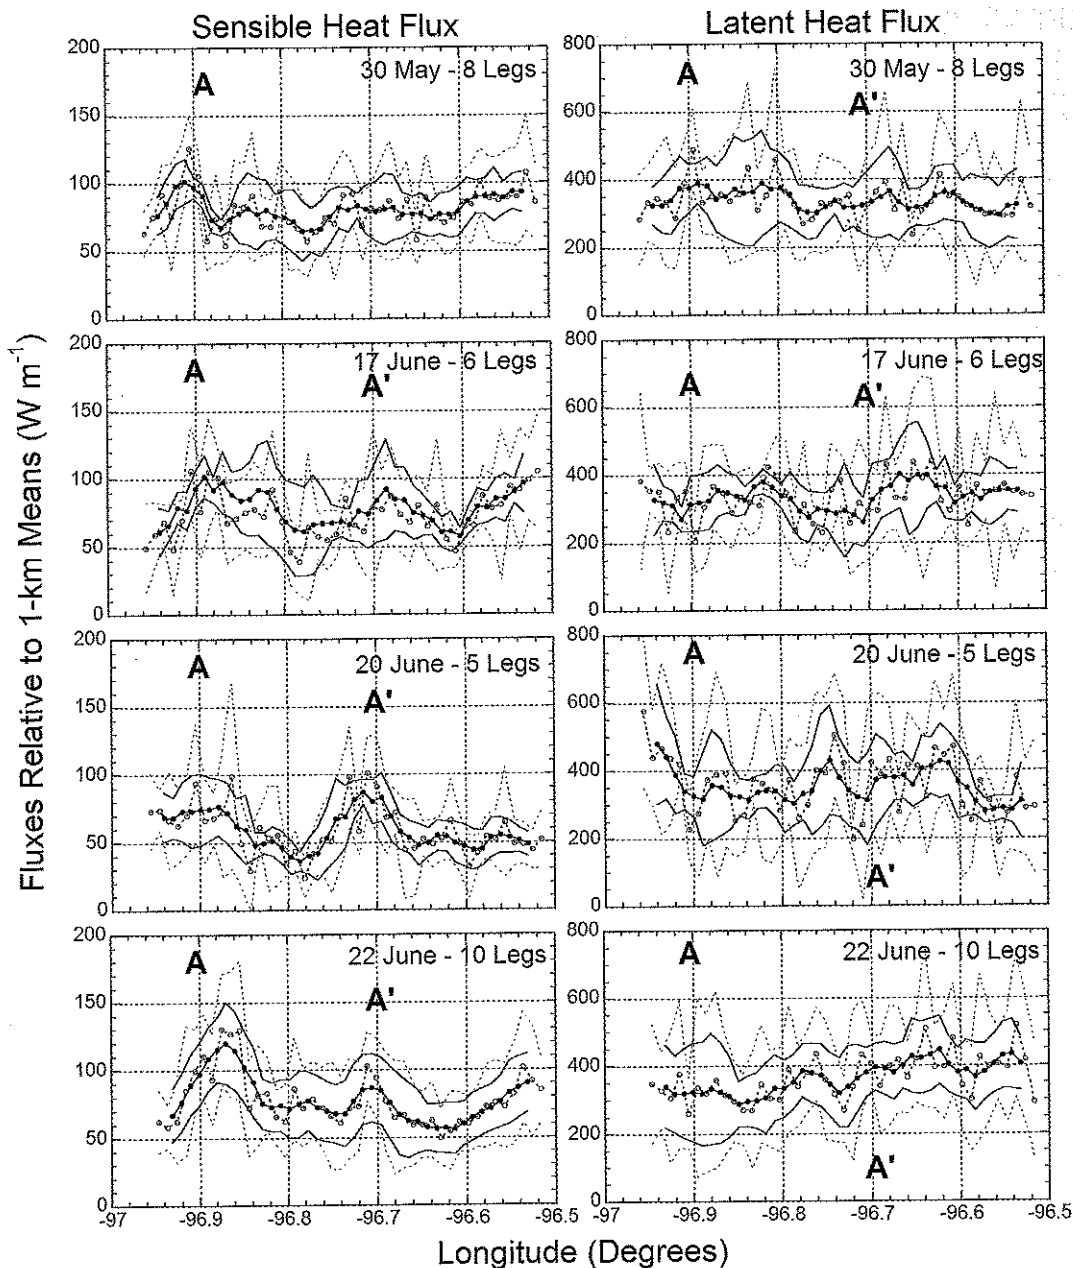 Sensible Heat Flux
Latent Heat Flux
Fluxes Relative to 1-km Means (W m-1)
200
150
100
50
0
A
30 May - 8 Legs
800
600
400
200
0
A
A'
30 May - 8 Legs
200
150
100
50
0
A
A'
17 June - 6 Legs
800
600
400
200
0
A
A'
17 June - 6 Legs
200
150
100
50
0
A
A'
20 June - 5 Legs
800
600
400
200
0
A
A'
20 June - 5 Legs
200
150
100
50
0
A
A'
22 June - 10 Legs
800
600
400
200
0
A
A'
22 June - 10 Legs
-97 -96.9 -96.8 -96.7 -96.6 -96.5
-97 -96.9 -96.8 -96.7 -96.6 -96.5
Longitude (Degrees)